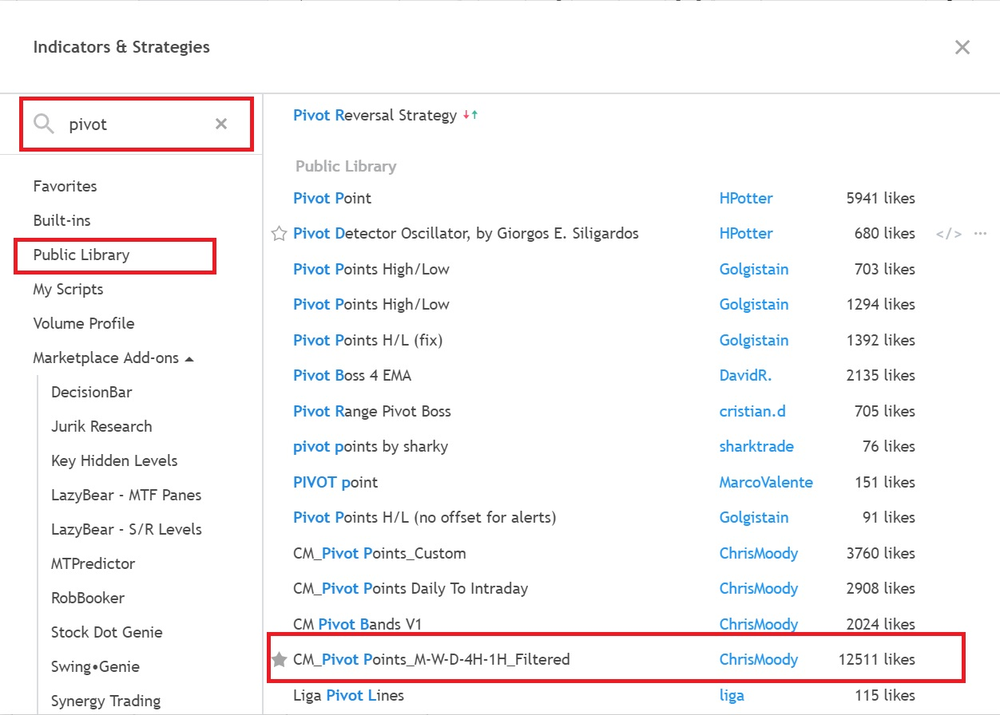 Indicators & Strategies
pivot
Favorites
Built-ins
Public Library
My Scripts
Volume Profile
Marketplace Add-ons
DecisionBar
Jurik Research
Key Hidden Levels
LazyBear - MTF Panes
LazyBear - S/R Levels
MTPredictor
RobBooker
Stock Dot Genie
Swing•Genie
Synergy Trading
Pivot Reversal Strategy
Public Library
Pivot Point HPotter 5941 likes
Pivot Detector Oscillator, by Giorgos E. Siligardos HPotter 680 likes </> ···
Pivot Points High/Low Golgistain 703 likes
Pivot Points High/Low Golgistain 1294 likes
Pivot Points H/L (fix) Golgistain 1392 likes
Pivot Boss 4 EMA DavidR. 2135 likes
Pivot Range Pivot Boss cristian.d 705 likes
pivot points by sharky sharktrade 76 likes
PIVOT point MarcoValente 151 likes
Pivot Points H/L (no offset for alerts) Golgistain 91 likes
CM_Pivot Points_Custom ChrisMoody 3760 likes
CM_Pivot Points Daily To Intraday ChrisMoody 2908 likes
CM Pivot Bands V1 ChrisMoody 2024 likes
CM_Pivot Points_M-W-D-4H-1H_Filtered ChrisMoody 12511 likes
Liga Pivot Lines liga 115 likes